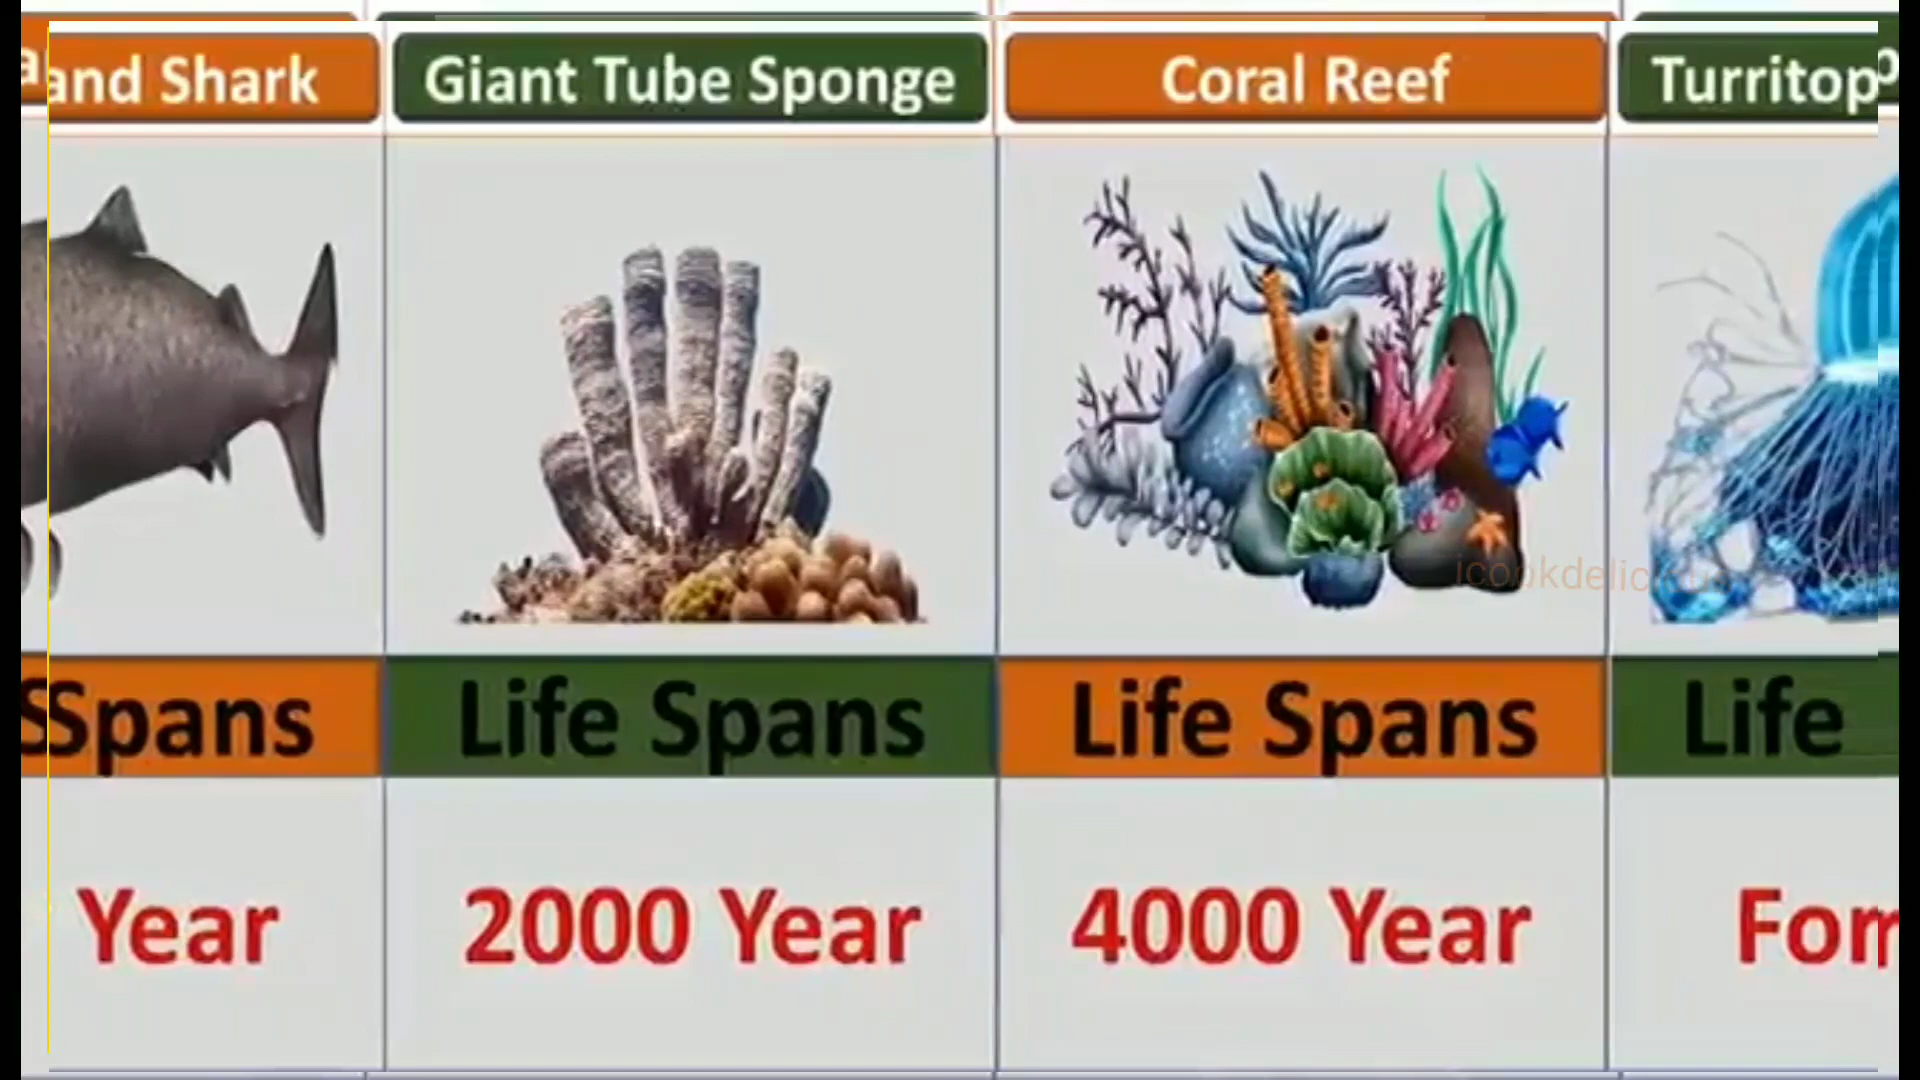 and Shark
Giant Tube Sponge
Coral Reef
Turritop
icookdelic
Spans
Life Spans
Life Spans
Life
Year
2000 Year
4000 Year
For